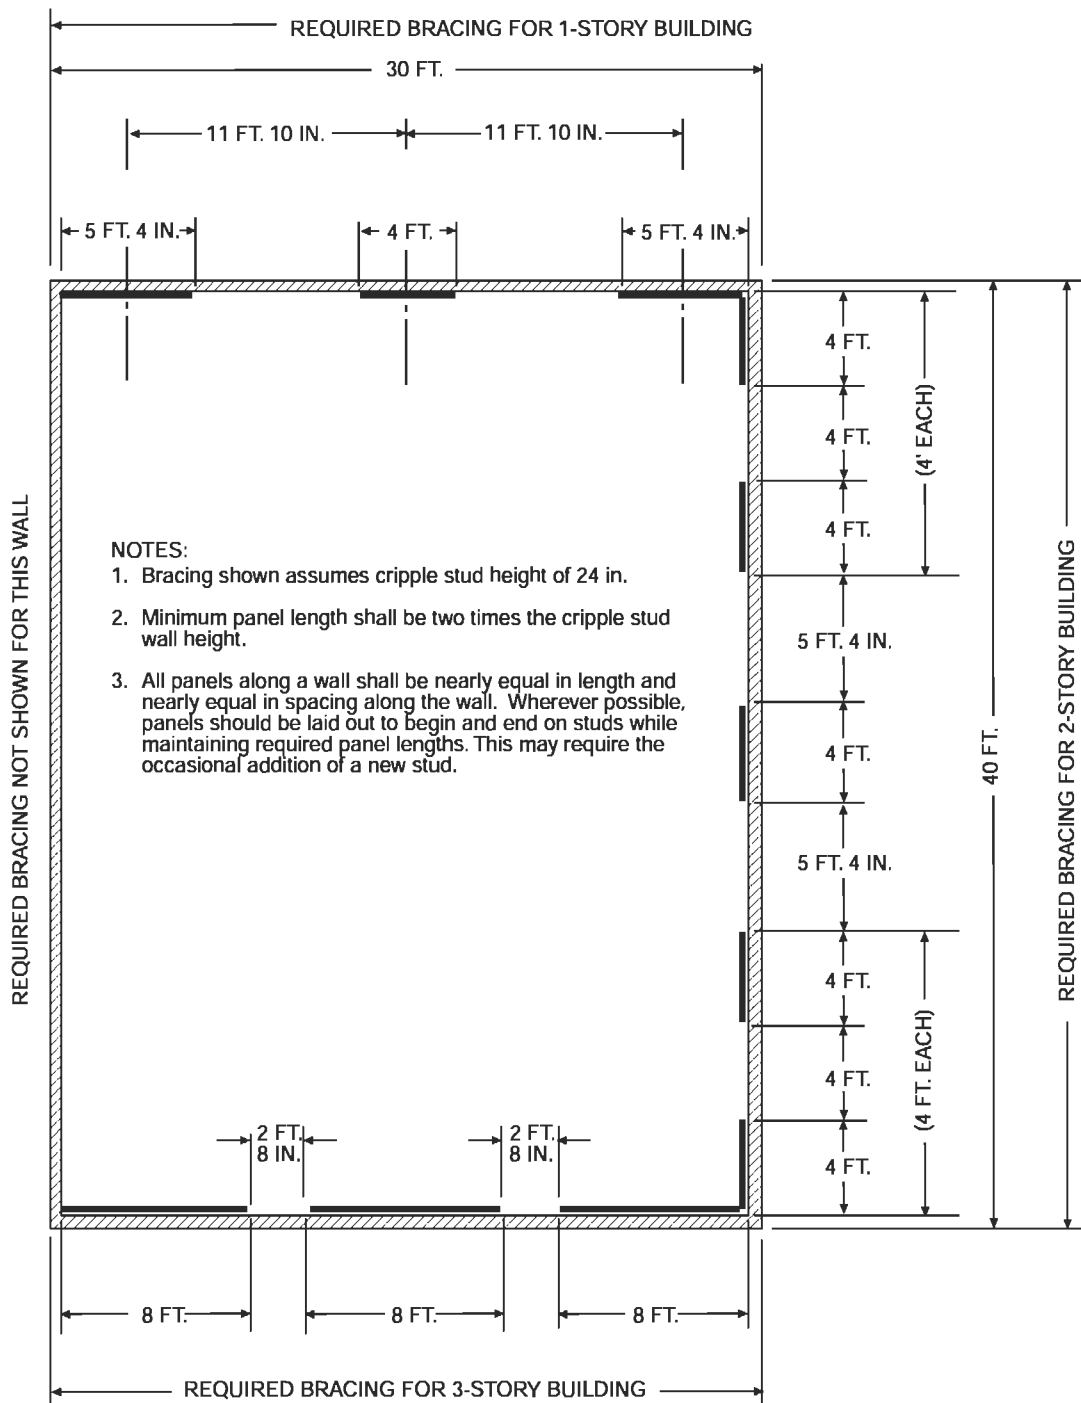 REQUIRED BRACING FOR 1-STORY BUILDING
30 FT.
11 FT. 10 IN.
11 FT. 10 IN.
5 FT. 4 IN.
4 FT.
5 FT. 4 IN.
4 FT.
4 FT.
4 FT.
(4' EACH)
5 FT. 4 IN.
4 FT.
5 FT. 4 IN.
4 FT.
4 FT.
4 FT.
(4 FT. EACH)
40 FT.
REQUIRED BRACING FOR 2-STORY BUILDING
REQUIRED BRACING NOT SHOWN FOR THIS WALL
NOTES:
1. Bracing shown assumes cripple stud height of 24 in.
2. Minimum panel length shall be two times the cripple stud
wall height.
3. All panels along a wall shall be nearly equal in length and
nearly equal in spacing along the wall. Wherever possible,
panels should be laid out to begin and end on studs while
maintaining required panel lengths. This may require the
occasional addition of a new stud.
2 FT.
8 IN.
2 FT.
8 IN.
8 FT.
8 FT.
8 FT.
REQUIRED BRACING FOR 3-STORY BUILDING